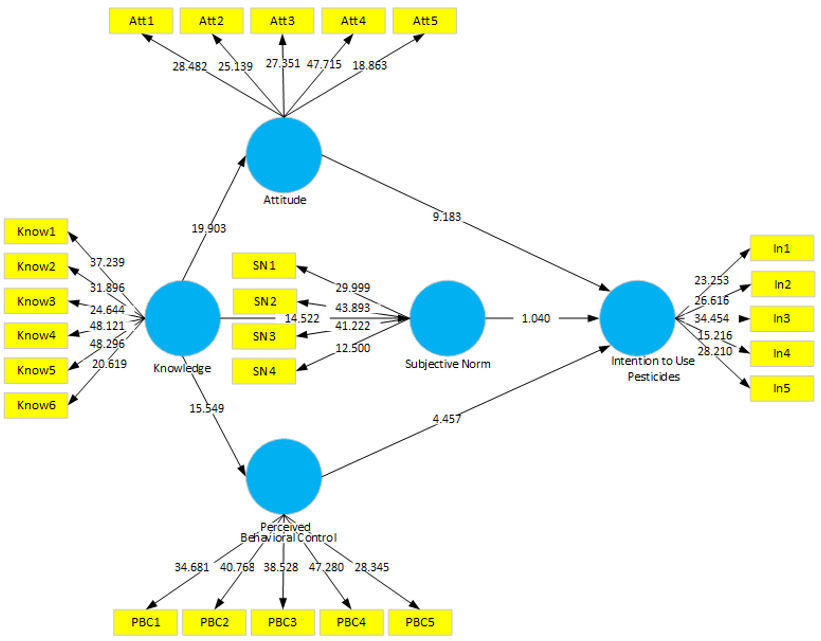 Att1 Att2 Att3 Att4 Att5
28.482 25.139 27.351 47.715 18.863
Attitude
19.903
9.183
Know1
Know2
Know3
Know4
Know5
Know6
37.239
31.896
24.644
48.121
48.296
20.619
Knowledge
SN1
SN2
SN3
SN4
29.999
43.893
14.522
41.222
12.500
Subjective Norm
1.040
Intention to Use
Pesticides
23.253
26.616
34.454
15.216
28.210
In1
In2
In3
In4
In5
15.549
4.457
Perceived
Behavioral Control
34.681 40.768 38.528 47.280 28.345
PBC1 PBC2 PBC3 PBC4 PBC5